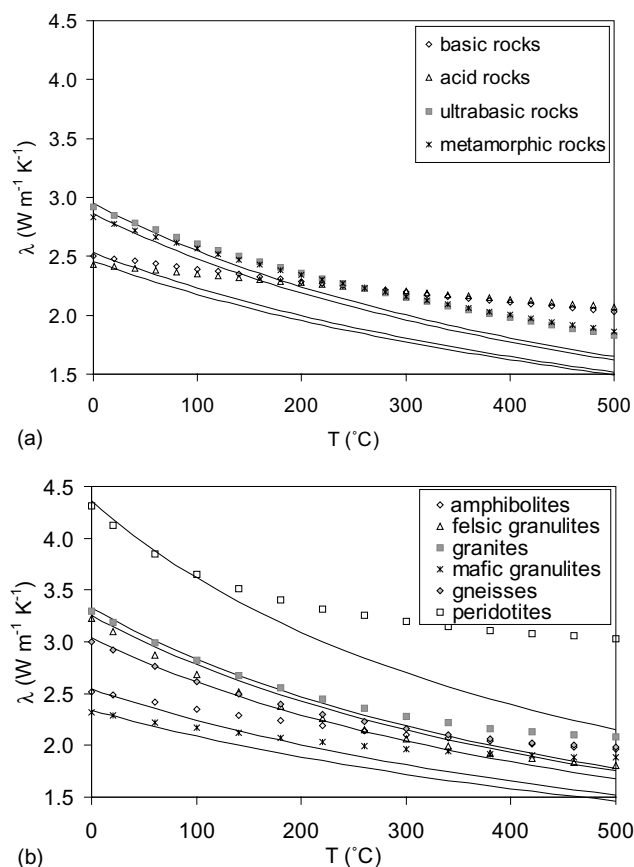 4.5
basic rocks
4.0
acid rocks
3.5
ultrabasic rocks
metamorphic rocks
3.0
λ (W m⁻¹ K⁻¹)
2.5
2.0
1.5
0 100 200 300 400 500
(a)
T (°C)
4.5
amphibolites
4.0
felsic granulites
granites
3.5
mafic granulites
gneisses
3.0
peridotites
λ (W m⁻¹ K⁻¹)
2.5
2.0
1.5
0 100 200 300 400 500
(b)
T (°C)